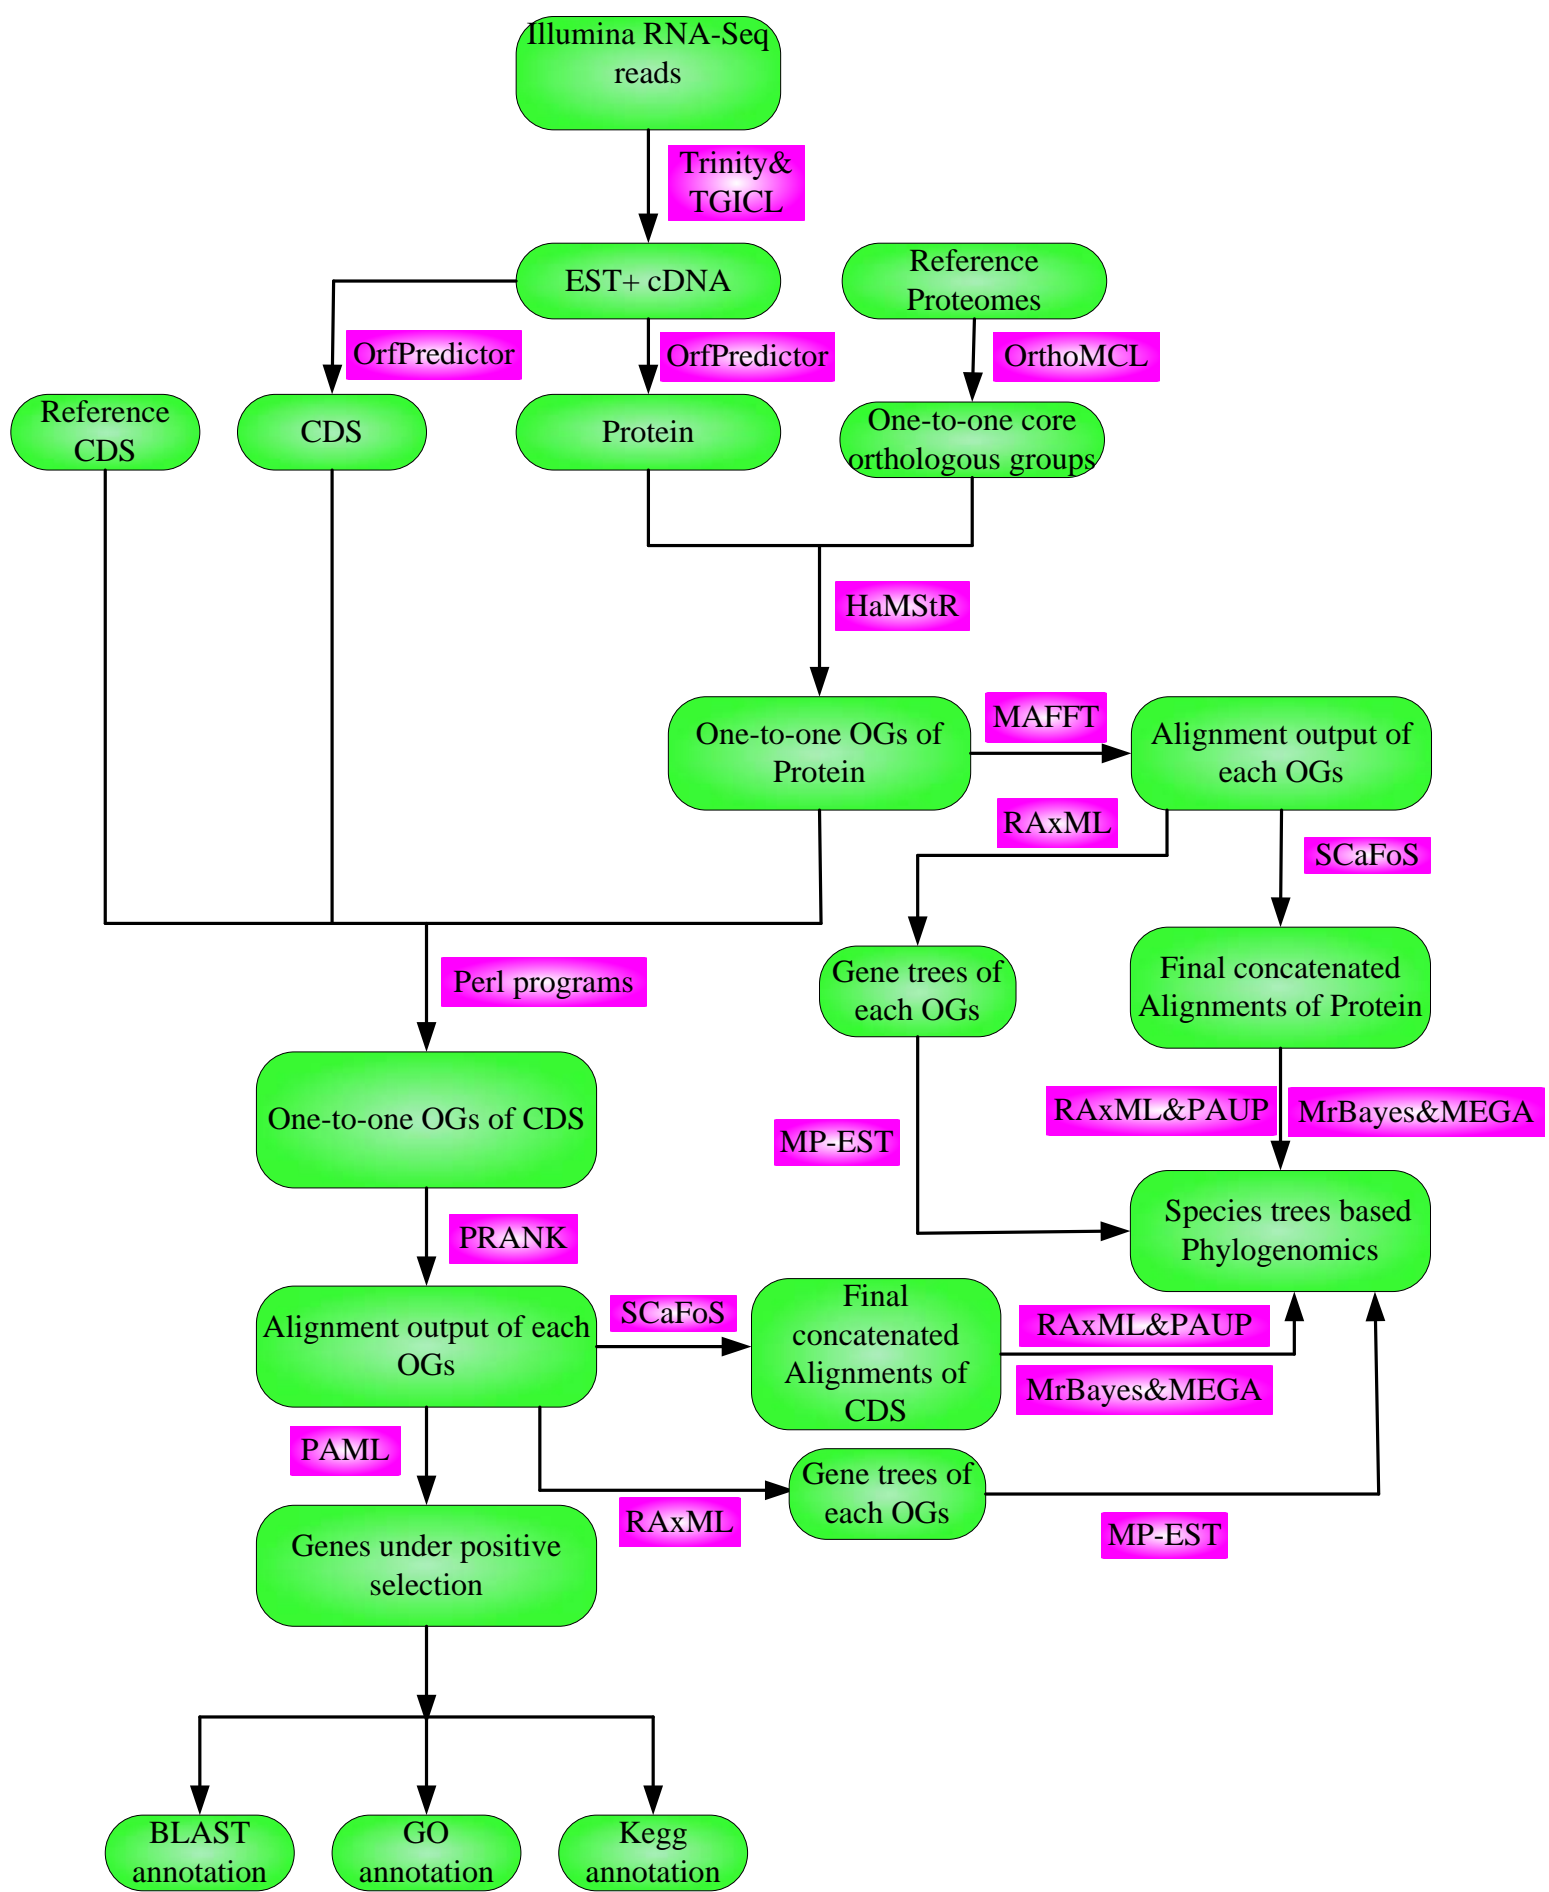 Illumina RNA-Seq
reads
Trinity&
TGICL
EST+ cDNA
Reference
Proteomes
OrfPredictor
OrfPredictor
OrthoMCL
Reference
CDS
CDS
Protein
One-to-one core
orthologous groups
HaMStR
One-to-one OGs of
Protein
MAFFT
Alignment output of
each OGs
RAxML
SCaFoS
Gene trees of
each OGs
Final concatenated
Alignments of Protein
Perl programs
One-to-one OGs of CDS
MP-EST
RAxML&PAUP
MrBayes&MEGA
Species trees based
Phylogenomics
PRANK
Alignment output of each
OGs
SCaFoS
Final
concatenated
Alignments of
CDS
RAxML&PAUP
MrBayes&MEGA
PAML
RAxML
Gene trees of
each OGs
MP-EST
Genes under positive
selection
BLAST
annotation
GO
annotation
Kegg
annotation